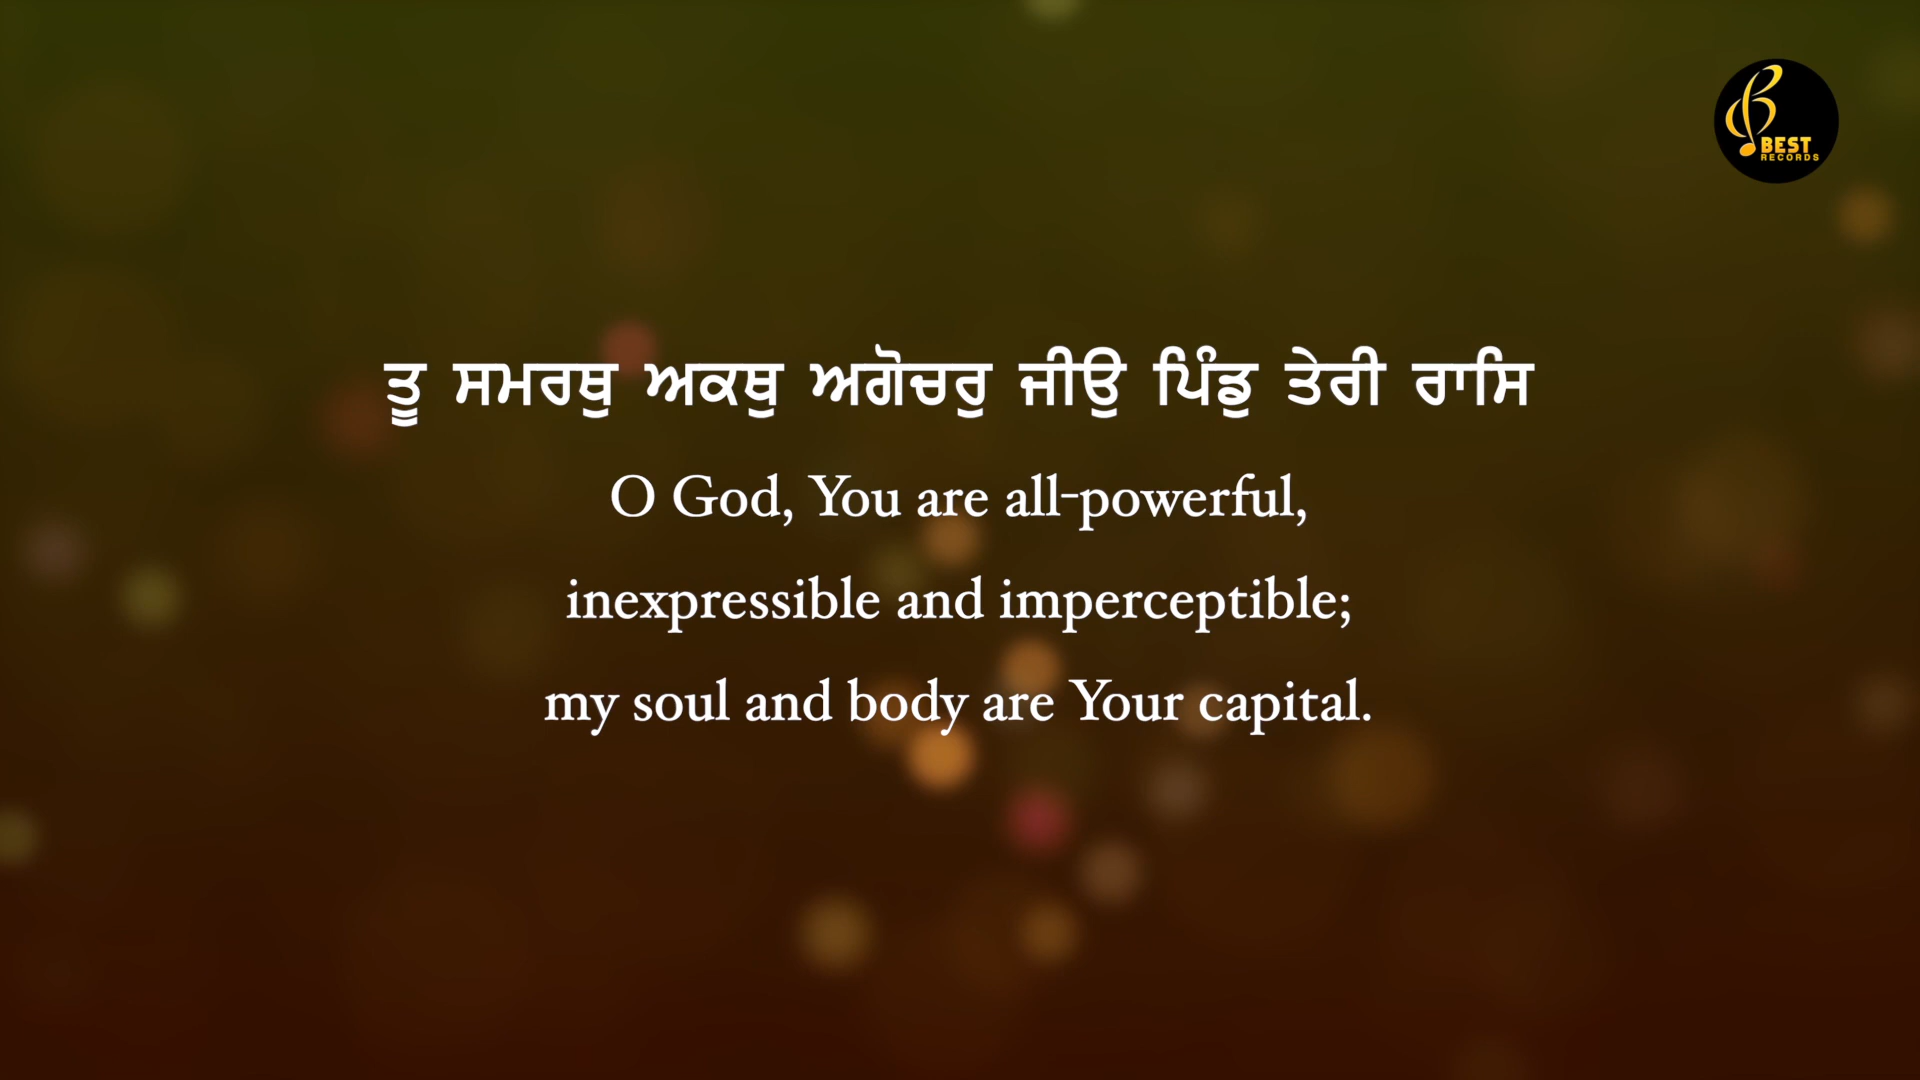 BEST
RECORDS
ਤੂ ਸਮਰਥੁ ਅਕਥੁ ਅਗੋਚਰੁ ਜੀਉ ਪਿੰਡੁ ਤੇਰੀ ਰਾਸਿ
O God, You are all-powerful,
inexpressible and imperceptible;
my soul and body are Your capital.